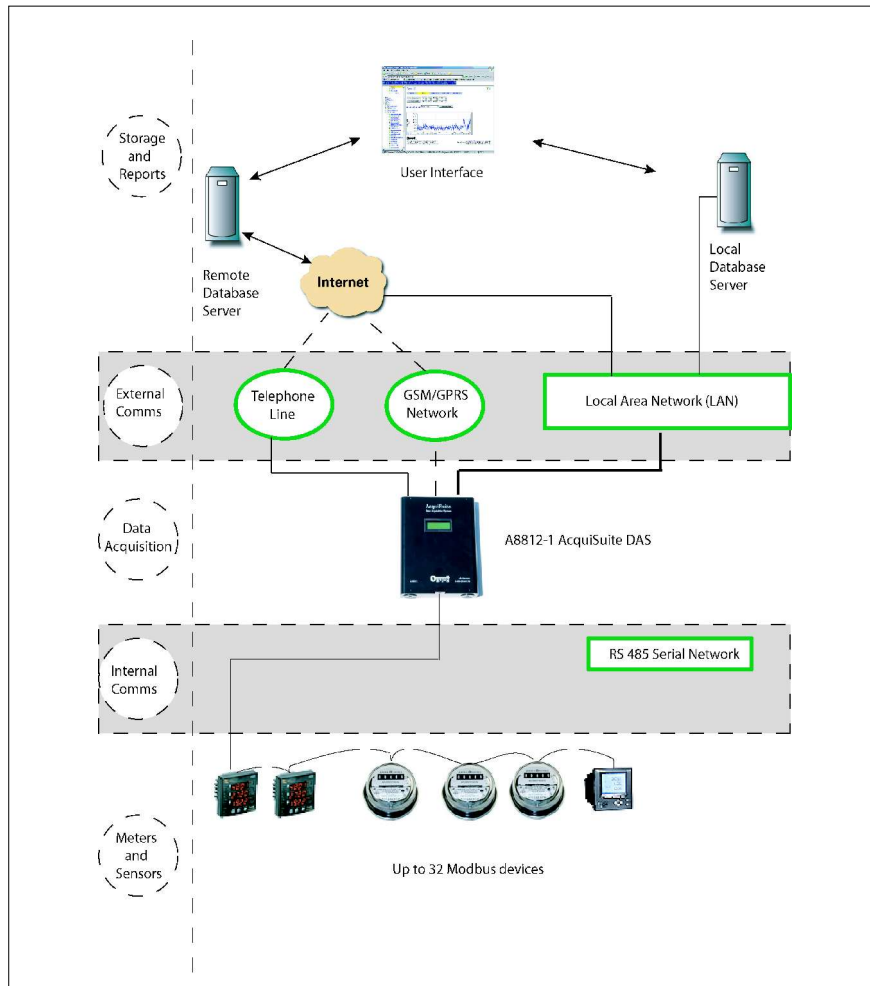 Storage
and
Reports
User Interface
Remote
Database
Server
Internet
Local
Database
Server
External
Comms
Telephone
Line
GSM/GPRS
Network
Local Area Network (LAN)
Data
Acquisition
AcquiSuite
A8812-1 AcquiSuite DAS
Internal
Comms
RS 485 Serial Network
Meters
and
Sensors
Up to 32 Modbus devices